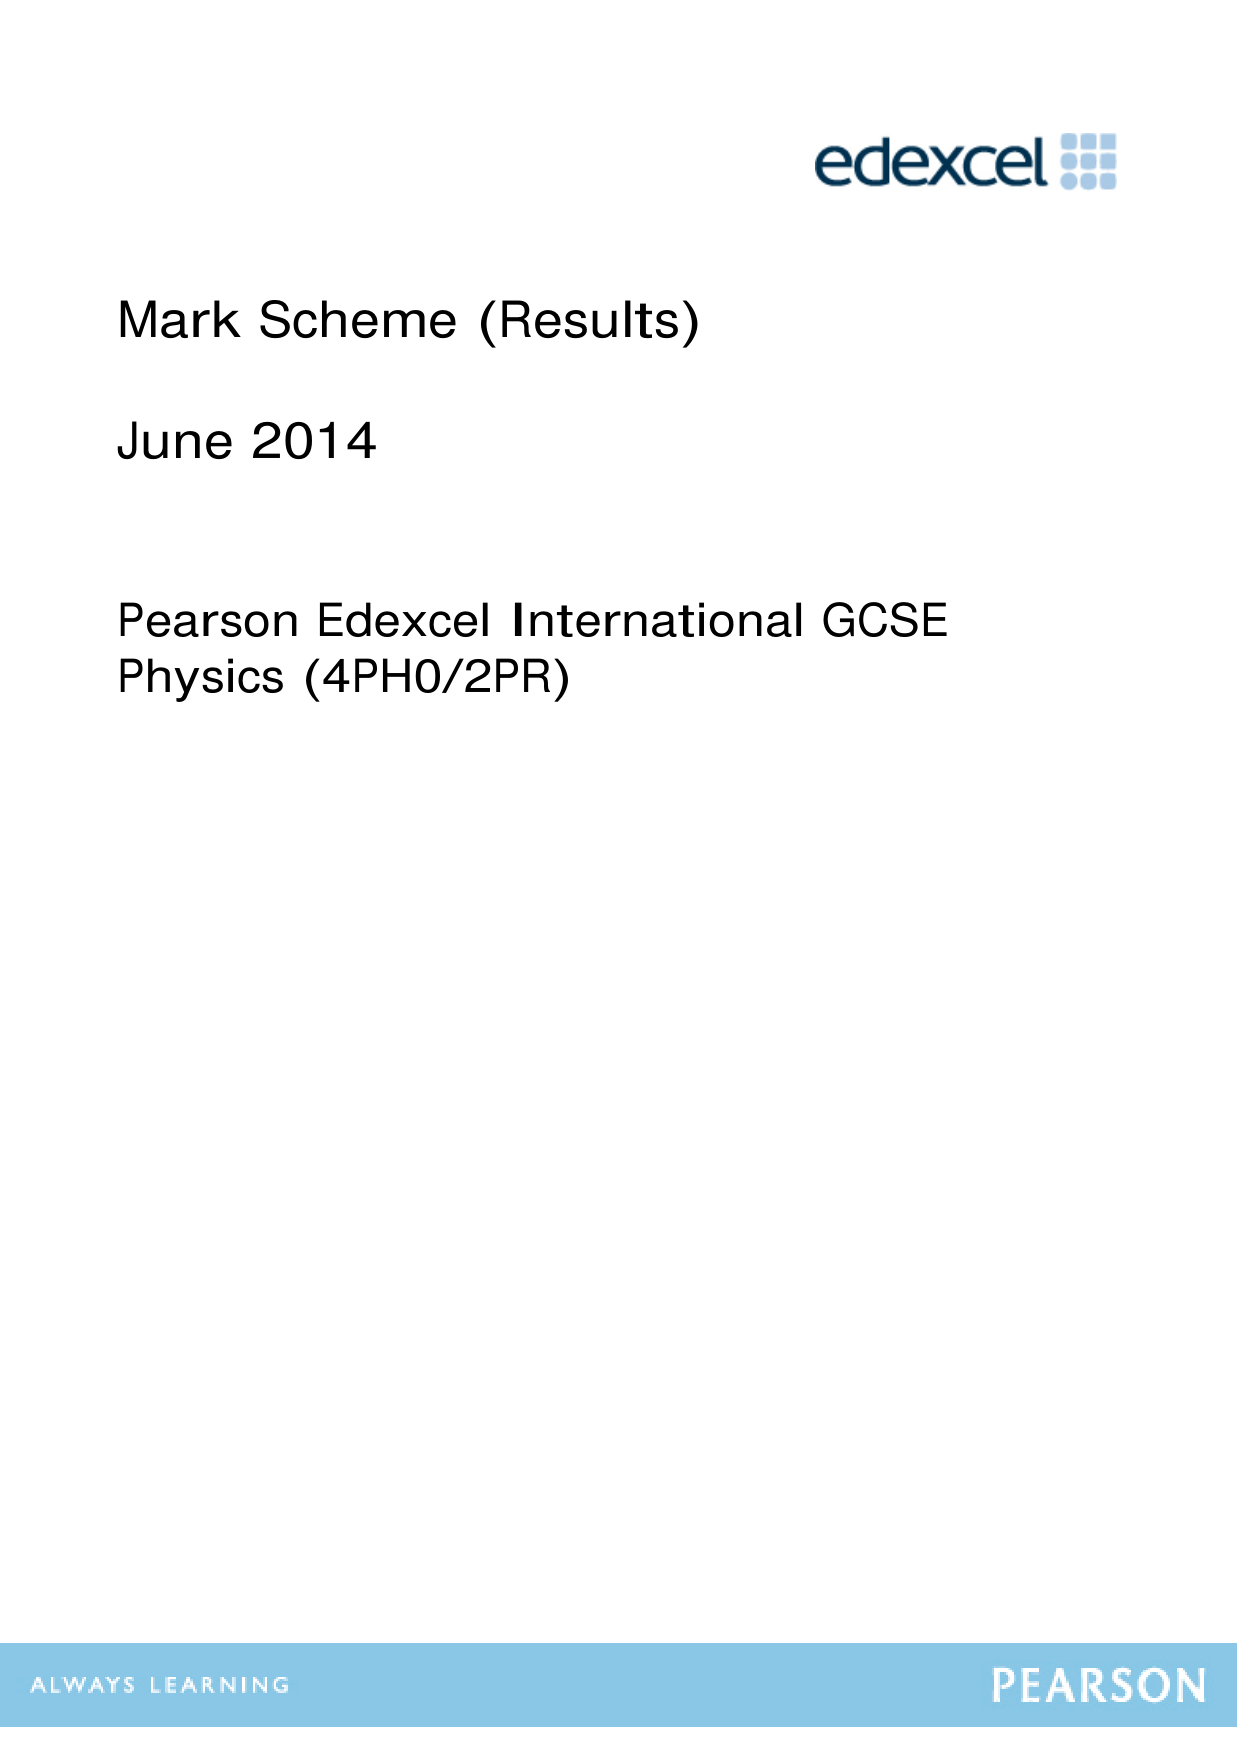 edexcel
Mark Scheme (Results)
June 2014
Pearson Edexcel International GCSE
Physics (4PH0/2PR)
ALWAYS LEARNING
PEARSON